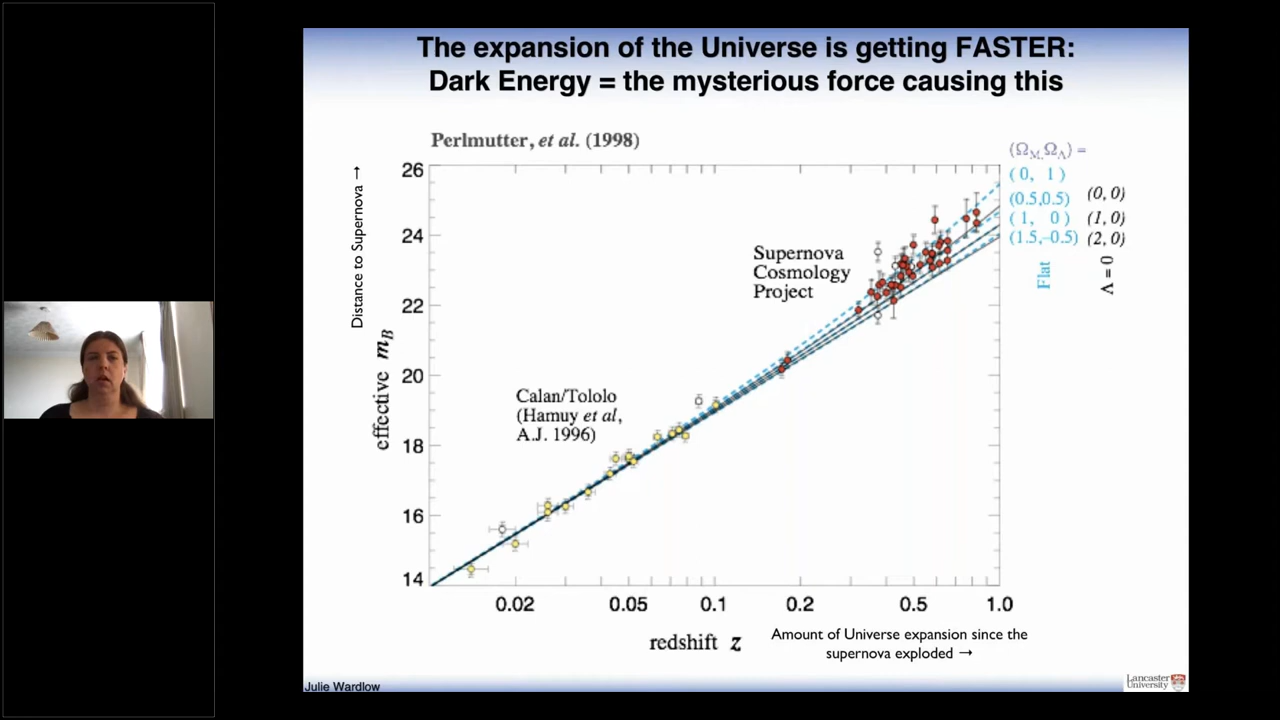 The expansion of the Universe is getting FASTER:
Dark Energy = the mysterious force causing this
Perlmutter, et al. (1998)
Distance to Supernova →
effective mB
26
24
22
20
18
16
14
(ΩM,ΩΛ) =
( 0, 1 )
(0.5,0.5) (0, 0)
( 1, 0 ) (1, 0)
(1.5,–0.5) (2, 0)
Flat
Λ = 0
Supernova
Cosmology
Project
Calan/Tololo
(Hamuy et al,
A.J. 1996)
0.02 0.05 0.1 0.2 0.5 1.0
redshift z
Amount of Universe expansion since the
supernova exploded →
Julie Wardlow
Lancaster
University